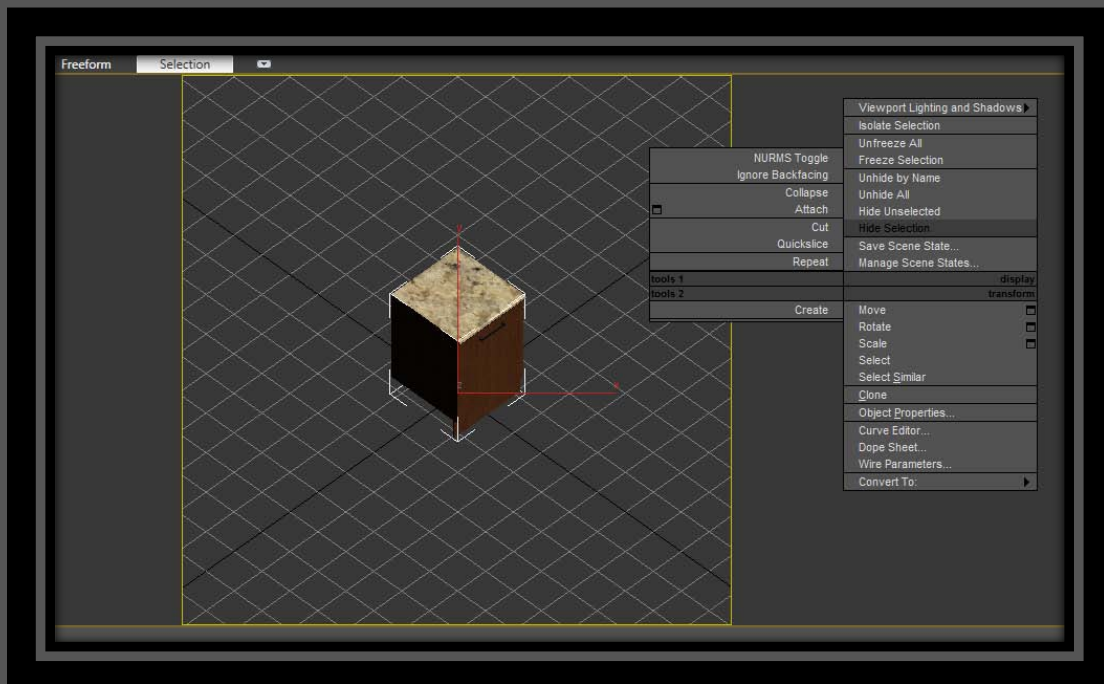 Freeform Selection
Viewport Lighting and Shadows
Isolate Selection
Unfreeze All
Freeze Selection
Unhide by Name
Unhide All
Hide Unselected
Hide Selection
Save Scene State...
Manage Scene States...
display
NURMS Toggle
Ignore Backfacing
Collapse
Attach
Cut
Quickslice
Repeat
tools 1
tools 2
Create
transform
Move
Rotate
Scale
Select
Select Similar
Clone
Object Properties...
Curve Editor...
Dope Sheet...
Wire Parameters...
Convert To: